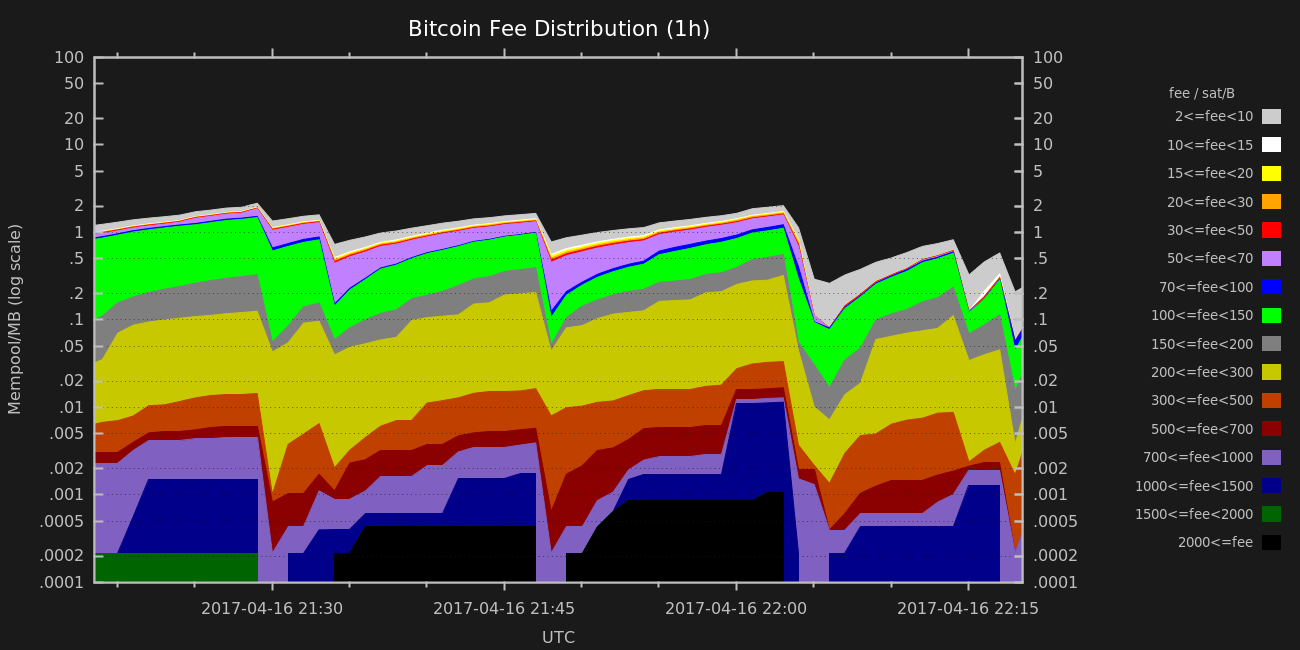 Bitcoin Fee Distribution (1h)
100 100
50 50
20 20
10 10
5 5
2 2
1 1
.5 .5
.2 .2
.1 .1
.05 .05
.02 .02
.01 .01
.005 .005
.002 .002
.001 .001
.0005 .0005
.0002 .0002
.0001 .0001
Mempool/MB (log scale)
2017-04-16 21:30 2017-04-16 21:45 2017-04-16 22:00 2017-04-16 22:15
UTC
fee / sat/B
2<=fee<10
10<=fee<15
15<=fee<20
20<=fee<30
30<=fee<50
50<=fee<70
70<=fee<100
100<=fee<150
150<=fee<200
200<=fee<300
300<=fee<500
500<=fee<700
700<=fee<1000
1000<=fee<1500
1500<=fee<2000
2000<=fee